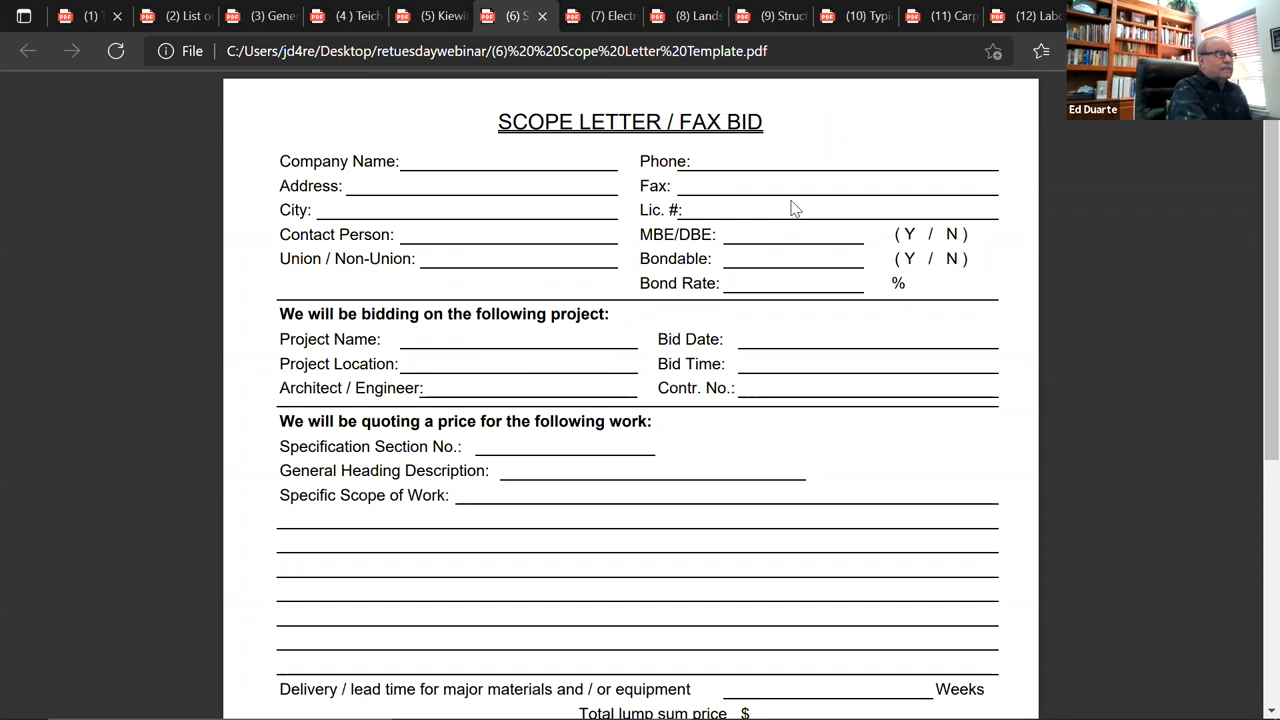 (1) T
(2) List o
(3) Gene
(4 ) Teich
(5) Kiewi
(6) S
(7) Electr
(8) Lands
(9) Struct
(10) Typi
(11) Carp
(12) Labo
File
C:/Users/jd4re/Desktop/retuesdaywebinar/(6)%20%20Scope%20Letter%20Template.pdf
Ed Duarte
SCOPE LETTER / FAX BID
Company Name: Phone:
Address: Fax:
City: Lic. #:
Contact Person: MBE/DBE: ( Y / N )
Union / Non-Union: Bondable: ( Y / N )
Bond Rate: %
We will be bidding on the following project:
Project Name: Bid Date:
Project Location: Bid Time:
Architect / Engineer: Contr. No.:
We will be quoting a price for the following work:
Specification Section No.:
General Heading Description:
Specific Scope of Work:
Delivery / lead time for major materials and / or equipment Weeks
Total lump sum price $